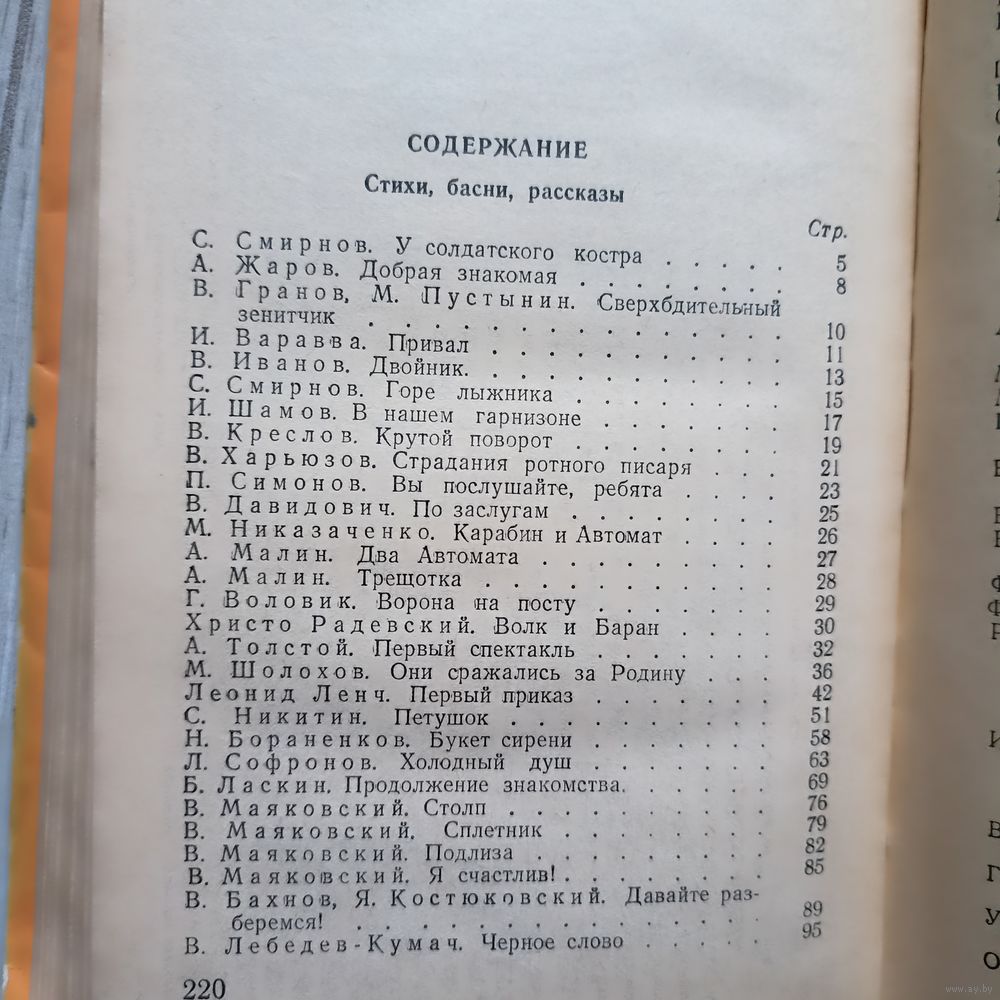 СОДЕРЖАНИЕ
Стихи, басни, рассказы
Стр.
С. Смирнов. У солдатского костра . . . . . 5
А. Жаров. Добрая знакомая . . . . . . . 8
В. Гранов, М. Пустынин. Сверхбдительный
зенитчик . . . . . . . . . . . . . 10
И. Варавва. Привал . . . . . . . . . . 11
В. Иванов. Двойник. . . . . . . . . . . 13
С. Смирнов. Горе лыжника . . . . . . . 15
И. Шамов. В нашем гарнизоне . . . . . . 17
В. Креслов. Крутой поворот . . . . . . . 19
В. Харьюзов. Страдания ротного писаря . . . 21
П. Симонов. Вы послушайте, ребята . . . . 23
В. Давидович. По заслугам . . . . . . . 25
М. Никазаченко. Карабин и Автомат . . . . 26
А. Малин. Два Автомата . . . . . . . . 27
А. Малин. Трещотка . . . . . . . . . . 28
Г. Воловик. Ворона на посту . . . . . . 29
Христо Радевский. Волк и Баран . . . . 30
А. Толстой. Первый спектакль . . . . . . 32
М. Шолохов. Они сражались за Родину . . . 36
Леонид Ленч. Первый приказ . . . . . . 42
С. Никитин. Петушок . . . . . . . . . 51
Н. Бораненков. Букет сирени . . . . . . 58
Л. Софронов. Холодный душ . . . . . . . 63
Б. Ласкин. Продолжение знакомства. . . . . 69
В. Маяковский. Столп . . . . . . . . . 76
В. Маяковский. Сплетник . . . . . . . 79
В. Маяковский. Подлиза . . . . . . . . 82
В. Маяковский. Я счастлив! . . . . . . . 85
В. Бахнов, Я. Костюковский. Давайте раз-
беремся! . . . . . . . . . . . . . 89
В. Лебедев-Кумач. Черное слово . . . . . 95
220
www.ay.by